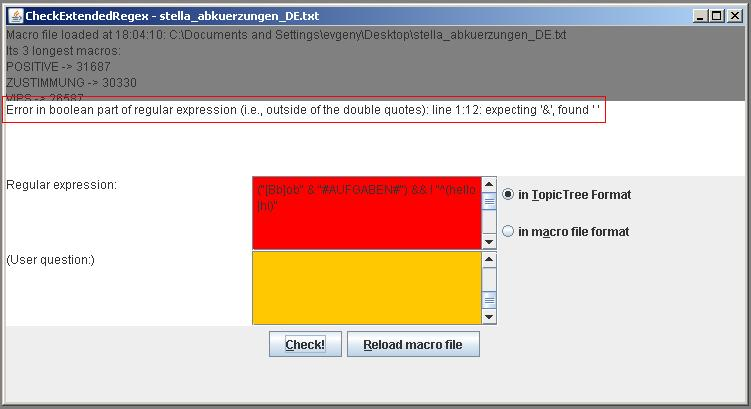 CheckExtendedRegex - stella_abkuerzungen_DE.txt
Macro file loaded at 18:04:10: C:\Documents and Settings\evgeny\Desktop\stella_abkuerzungen_DE.txt
Its 3 longest macros:
POSITIVE -> 31687
ZUSTIMMUNG -> 30330
VIPS -> 26587
Error in boolean part of regular expression (i.e., outside of the double quotes): line 1:12: expecting '&', found ' '
Regular expression:
("[Bb]ob" & "#AUFGABEN#") && ! "^(hello
|hi)"
in TopicTree Format
in macro file format
(User question:)
Check!
Reload macro file